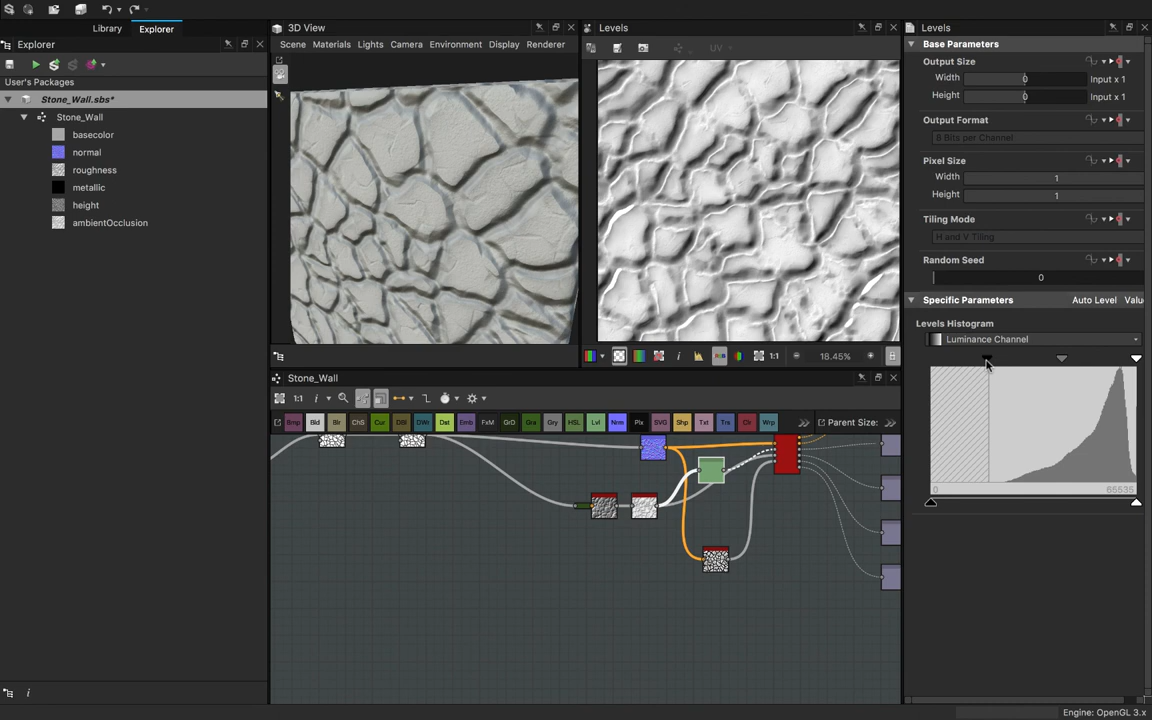 Library
Explorer
Explorer
User's Packages
Stone_Wall.sbs*
Stone_Wall
basecolor
normal
roughness
metallic
height
ambientOcclusion
3D View
Scene Materials Lights Camera Environment Display Renderer
Levels
UV
1:1
18.45%
Stone_Wall
1:1
Bmp Bld Blr ChS Cur DBl DWr Dst Emb FxM GrD Gra Gry HSL Lvl Nrm Pix SVG Shp Txt Trs Clr Wrp
Parent Size:
Levels
Base Parameters
Output Size
Width 0 Input x 1
Height 0 Input x 1
Output Format
8 Bits per Channel
Pixel Size
Width 1
Height 1
Tiling Mode
H and V Tiling
Random Seed
0
Specific Parameters Auto Level Valu
Levels Histogram
Luminance Channel
0 65535
Engine: OpenGL 3.x